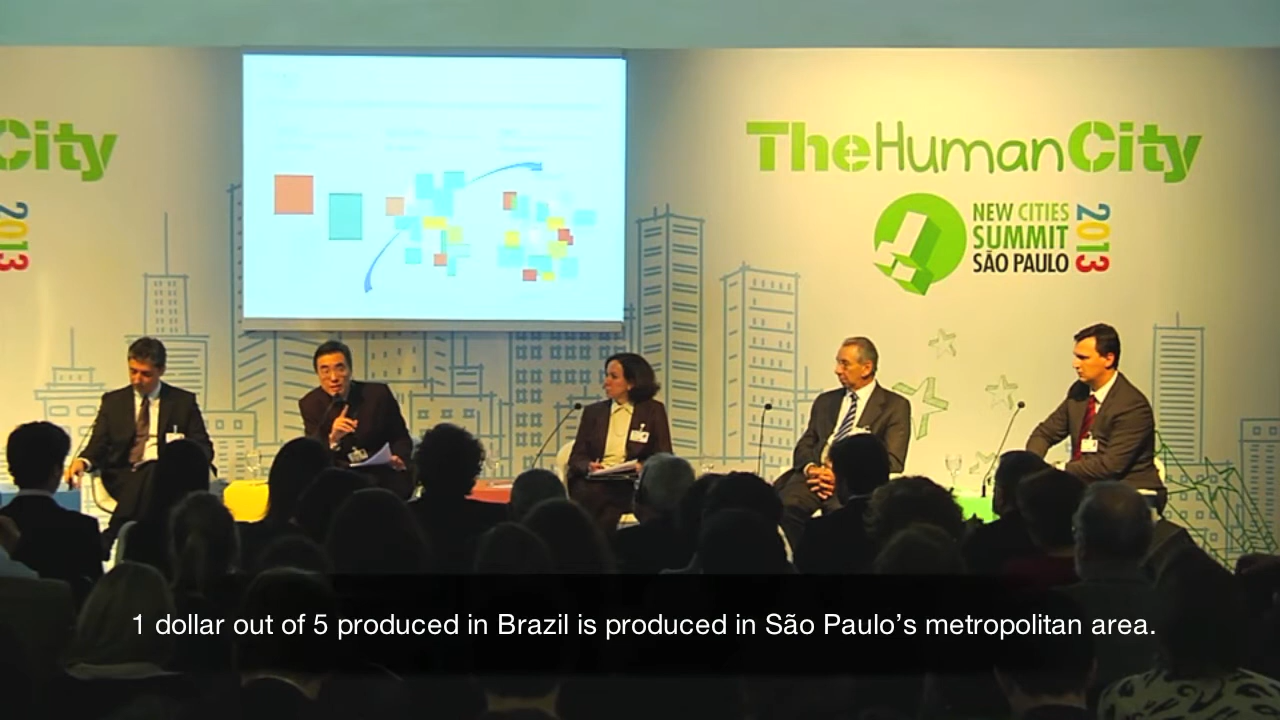 City
2013
TheHumanCity
NEW CITIES
SUMMIT
SÃO PAULO
2013
1 dollar out of 5 produced in Brazil is produced in São Paulo’s metropolitan area.